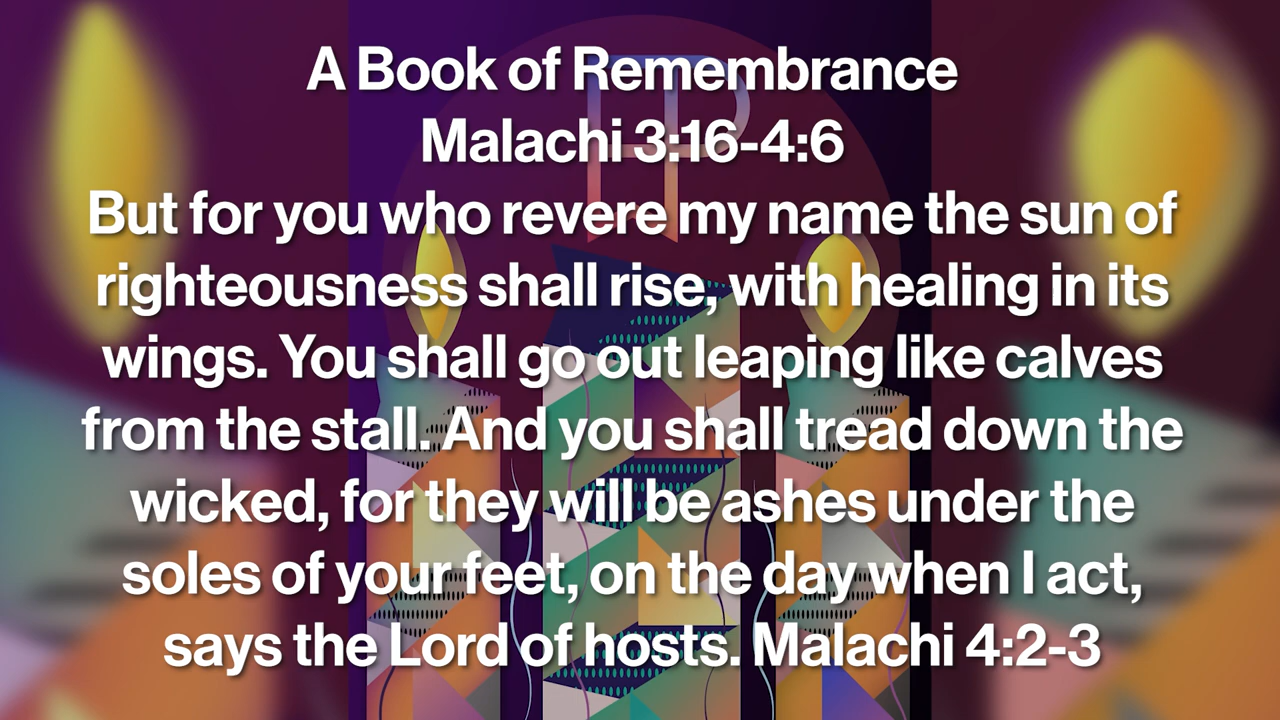 A Book of Remembrance
Malachi 3:16-4:6
But for you who revere my name the sun of
righteousness shall rise, with healing in its
wings. You shall go out leaping like calves
from the stall. And you shall tread down the
wicked, for they will be ashes under the
soles of your feet, on the day when I act,
says the Lord of hosts. Malachi 4:2-3